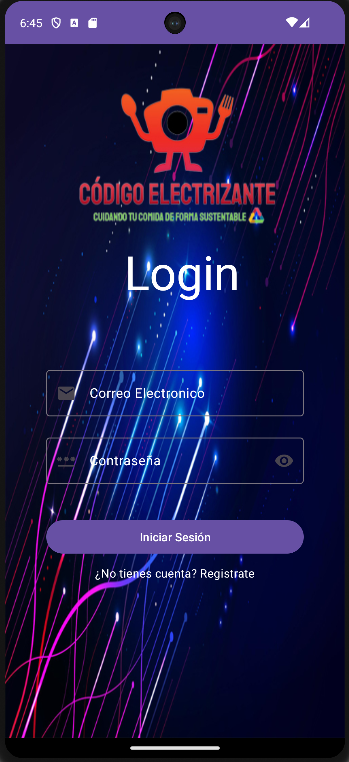 6:45
CÓDIGO ELECTRIZANTE
CUIDANDO TU COMIDA DE FORMA SUSTENTABLE
Login
Correo Electronico
Contraseña
Iniciar Sesión
¿No tienes cuenta? Registrate